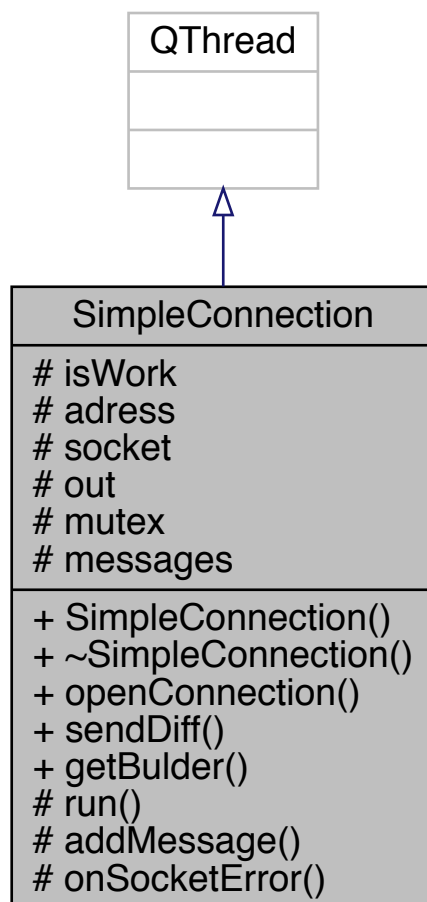 QThread
SimpleConnection
# isWork
# adress
# socket
# out
# mutex
# messages
+ SimpleConnection()
+ ~SimpleConnection()
+ openConnection()
+ sendDiff()
+ getBulder()
# run()
# addMessage()
# onSocketError()